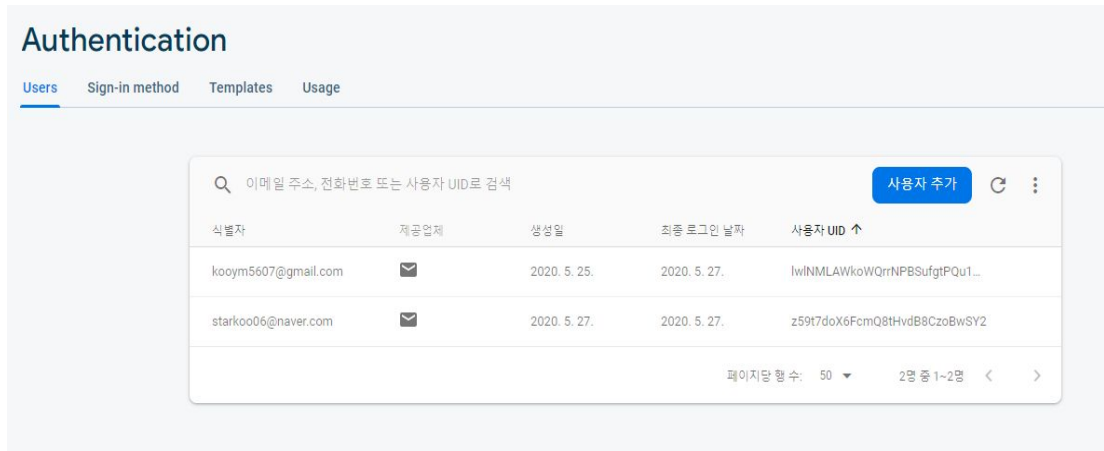 Authentication
Users Sign-in method Templates Usage
이메일 주소, 전화번호 또는 사용자 UID로 검색 사용자 추가
식별자 제공업체 생성일 최종 로그인 날짜 사용자 UID
kooym5607@gmail.com 2020. 5. 25. 2020. 5. 27. lwlNMLAWkoWQrrNPBSufgtPQu1...
starkoo06@naver.com 2020. 5. 27. 2020. 5. 27. z59t7doX6FcmQ8tHvdB8CzoBwSY2
페이지당 행 수: 50 2명 중 1~2명